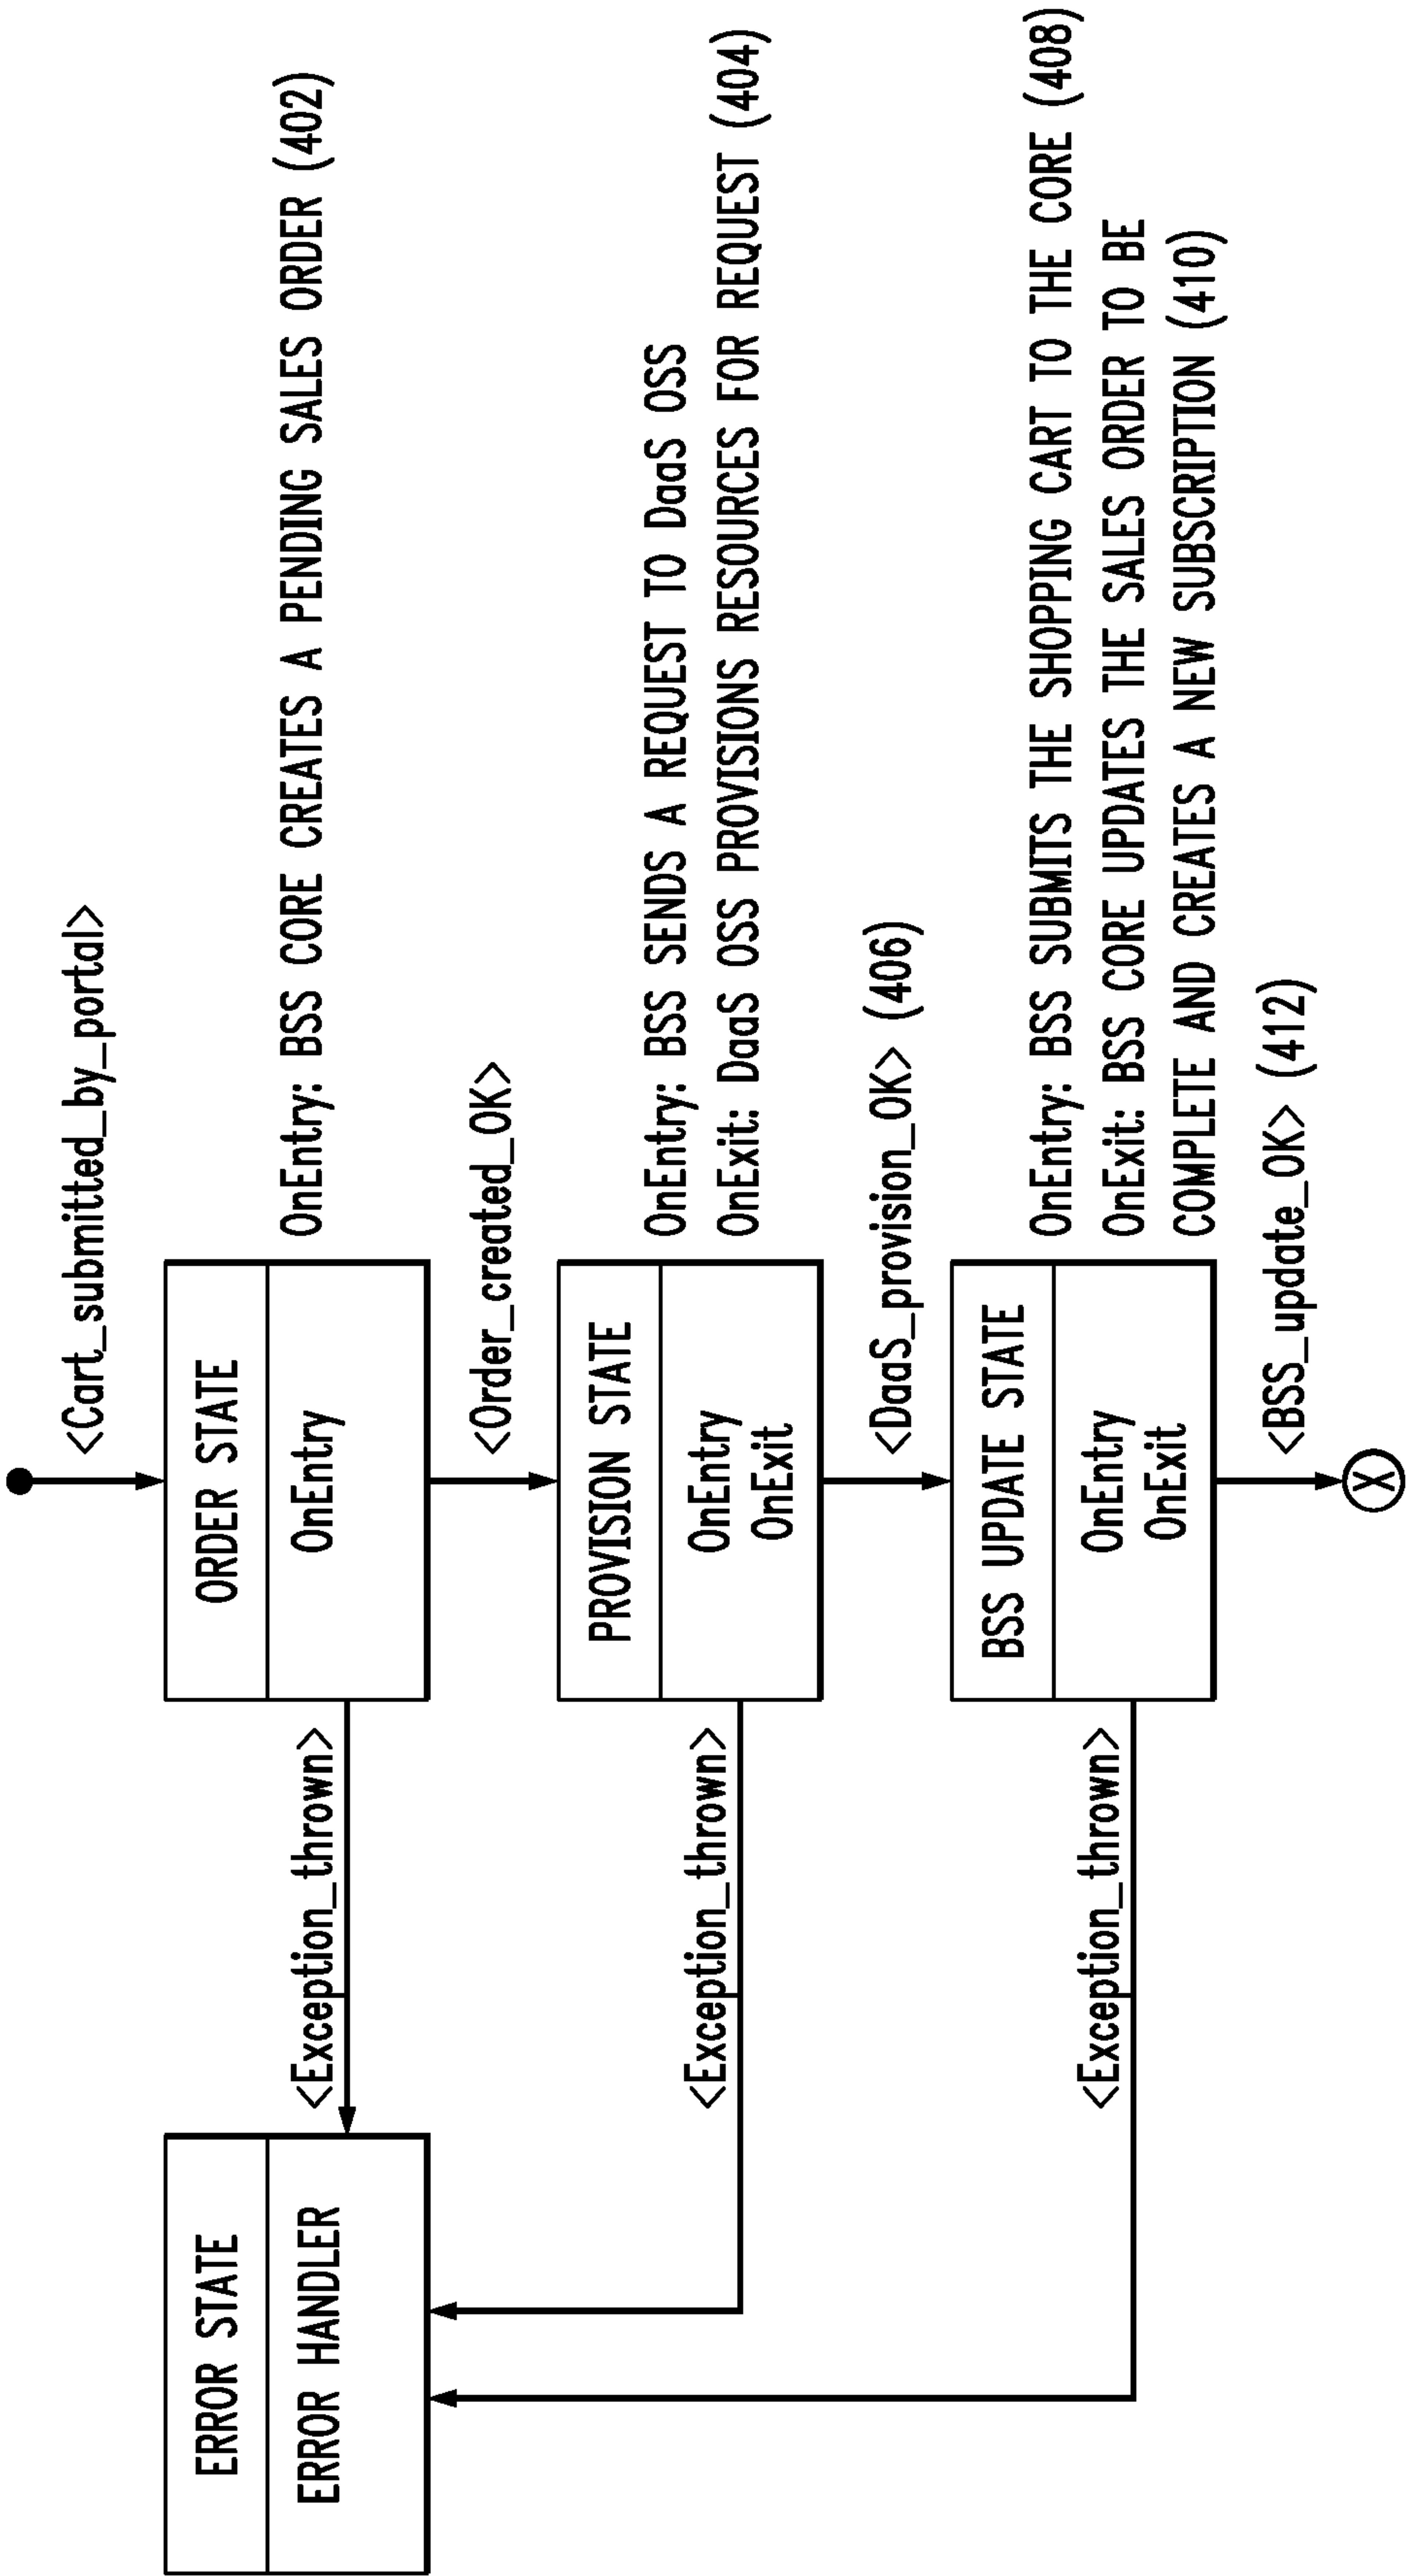 <Cart_submitted_by_portal>
ERROR STATE
ERROR HANDLER
<Exception_thrown>
ORDER STATE
OnEntry
OnEntry: BSS CORE CREATES A PENDING SALES ORDER (402)
<Order_created_OK>
<Exception_thrown>
PROVISION STATE
OnEntry
OnExit
OnEntry: BSS SENDS A REQUEST TO DaaS OSS
OnExit: DaaS OSS PROVISIONS RESOURCES FOR REQUEST (404)
<DaaS_provision_OK> (406)
<Exception_thrown>
BSS UPDATE STATE
OnEntry
OnExit
OnEntry: BSS SUBMITS THE SHOPPING CART TO THE CORE (408)
OnExit: BSS CORE UPDATES THE SALES ORDER TO BE
COMPLETE AND CREATES A NEW SUBSCRIPTION (410)
<BSS_update_OK> (412)
X